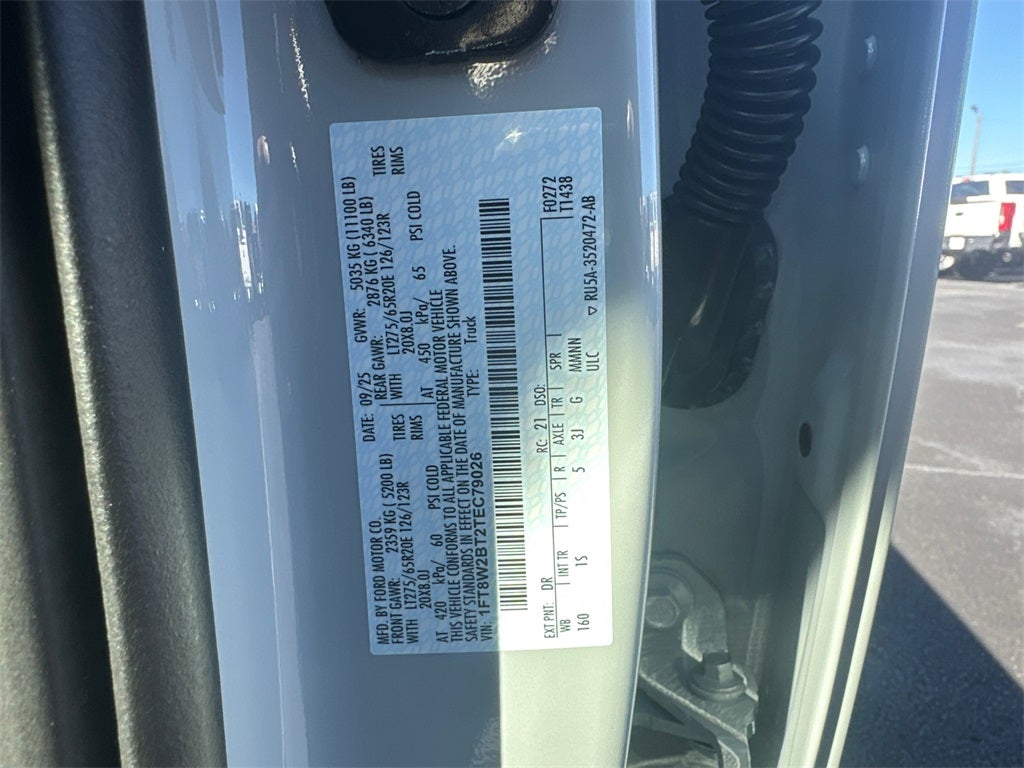 MFD. BY FORD MOTOR CO. DATE: 09/25 GVWR: 5035 KG (11100 LB)
FRONT GAWR: 2359 KG (5200 LB) REAR GAWR: 2876 KG (6340 LB)
WITH LT275/65R20E 126/123R TIRES WITH LT275/65R20E 126/123R TIRES
20X8.0J RIMS 20X8.0J RIMS
AT 420 kPa/ 60 PSI COLD AT 450 kPa/ 65 PSI COLD
THIS VEHICLE CONFORMS TO ALL APPLICABLE FEDERAL MOTOR VEHICLE
SAFETY STANDARDS IN EFFECT ON THE DATE OF MANUFACTURE SHOWN ABOVE.
VIN: 1FT8W2BT2TEC79026 TYPE: Truck
F0272
T1438
EXT PNT: DR RC: 21 DSO:
WB INT TR TP/PS R AXLE TR SPR
160 1S 5 3J G MMNN
ULC
▽ RU5A-3520472-AB